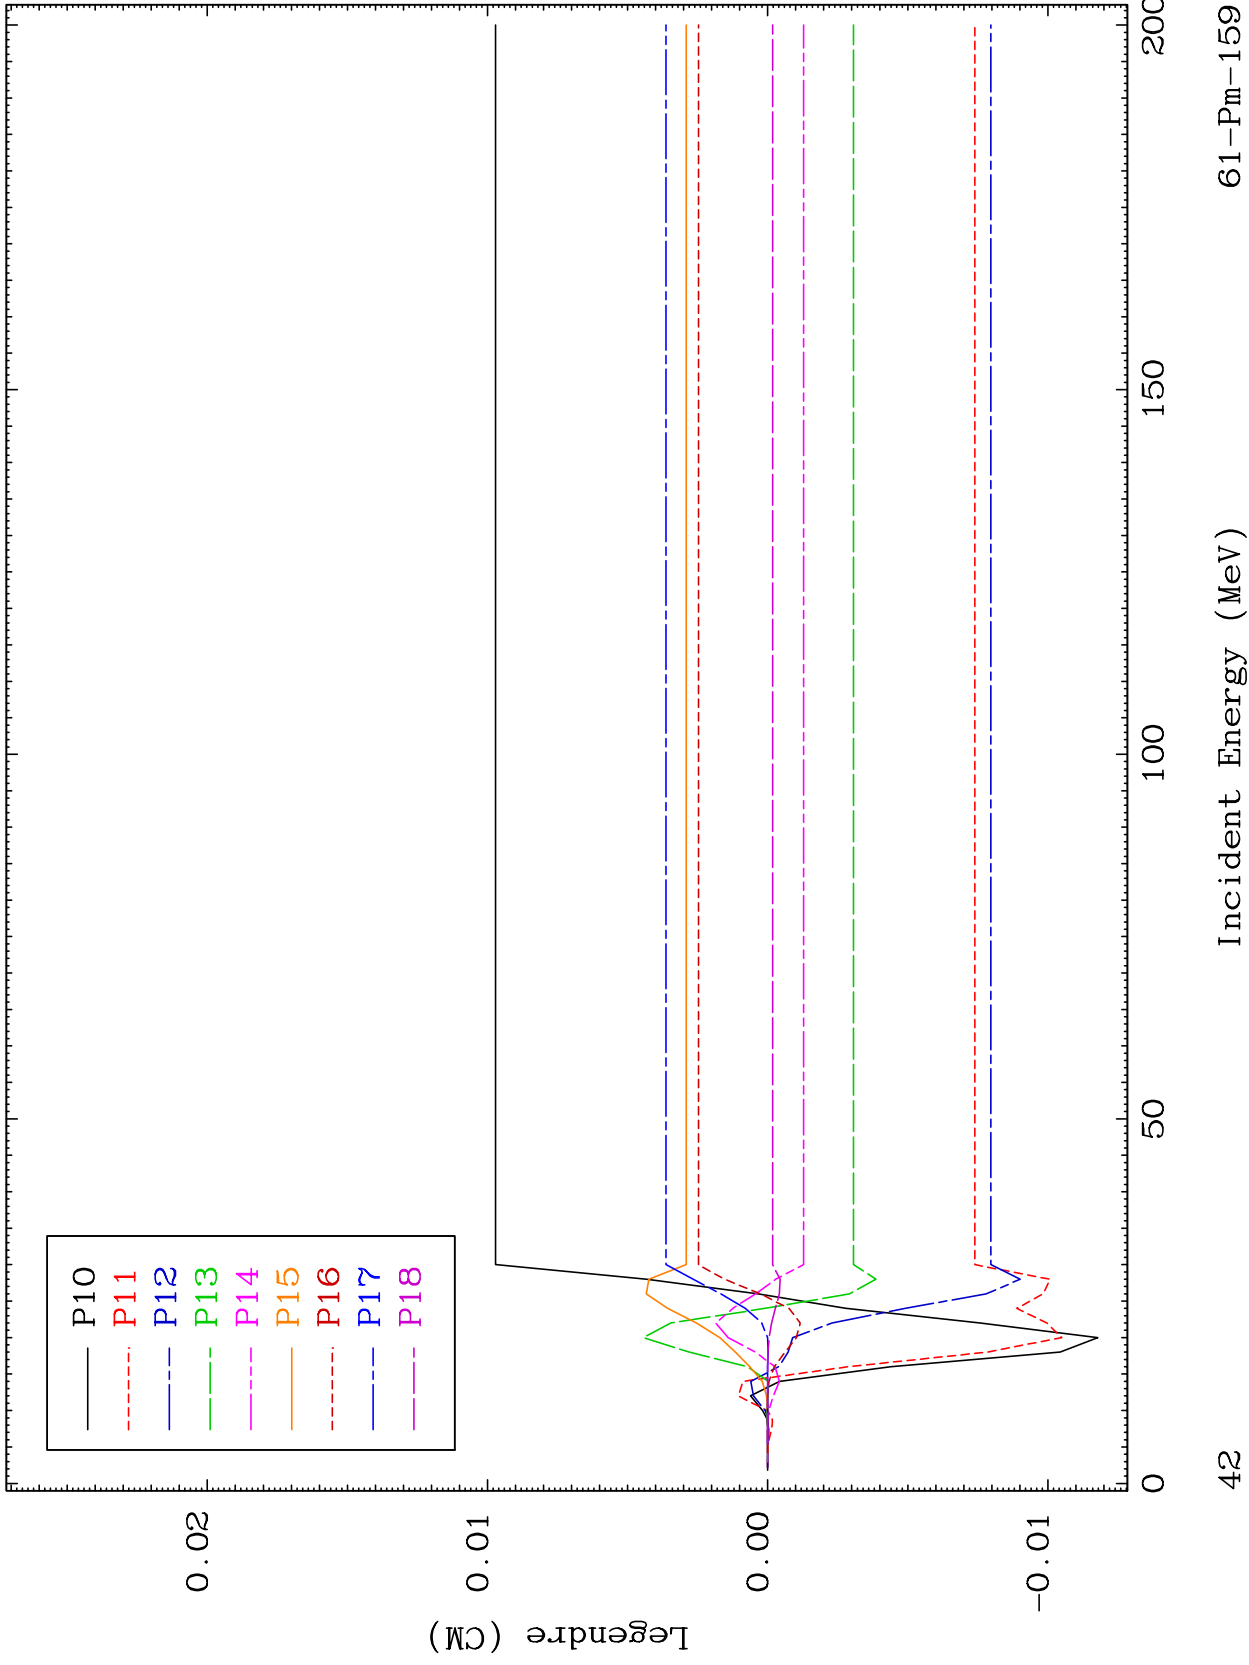 P10
P11
P12
P13
P14
P15
P16
P17
P18
0.02
0.01
0.00
-0.01
Legendre (CM)
0
50
100
150
200
Incident Energy (MeV)
42
61-Pm-159